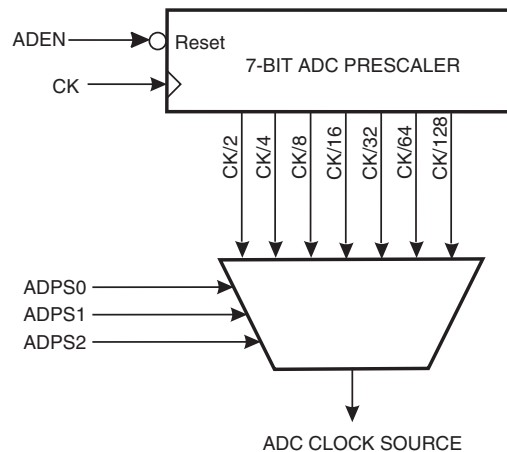 ADEN
Reset
7-BIT ADC PRESCALER
CK
CK/2
CK/4
CK/8
CK/16
CK/32
CK/64
CK/128
ADPS0
ADPS1
ADPS2
ADC CLOCK SOURCE